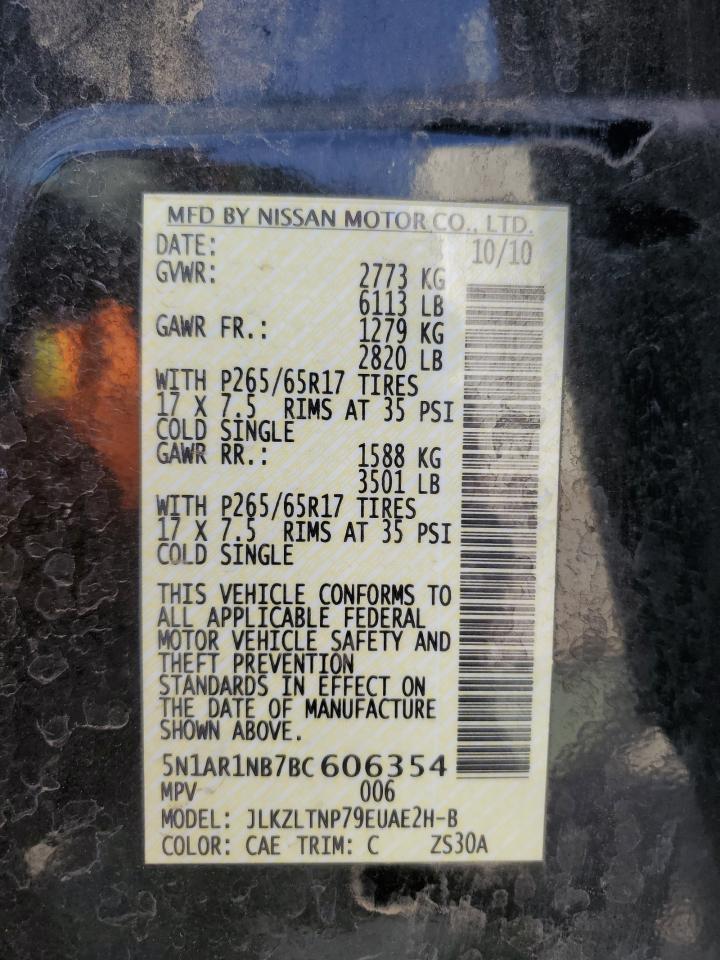 MFD BY NISSAN MOTOR CO., LTD.
DATE: 10/10
GVWR: 2773 KG
6113 LB
GAWR FR.: 1279 KG
2820 LB
WITH P265/65R17 TIRES
17 X 7.5 RIMS AT 35 PSI
COLD SINGLE
GAWR RR.: 1588 KG
3501 LB
WITH P265/65R17 TIRES
17 X 7.5 RIMS AT 35 PSI
COLD SINGLE
THIS VEHICLE CONFORMS TO
ALL APPLICABLE FEDERAL
MOTOR VEHICLE SAFETY AND
THEFT PREVENTION
STANDARDS IN EFFECT ON
THE DATE OF MANUFACTURE
SHOWN ABOVE.
5N1AR1NB7BC606354
MPV 006
MODEL: JLKZLTNP79EUAE2H-B
COLOR: CAE TRIM: C ZS30A